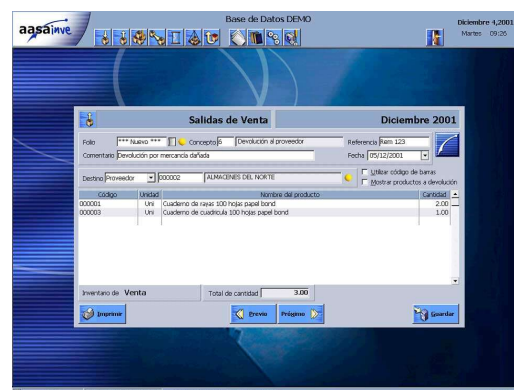 aasainve
Base de Datos DEMO
Diciembre 4,2001
Martes 09:26
Salidas de Venta
Diciembre 2001
Folio *** Nuevo *** Concepto 6 Devolución al proveedor Referencia Rem 123
Comentario Devolución por mercancía dañada Fecha 05/12/2001
Destino Proveedor 000002 ALMACENES DEL NORTE
Utilizar código de barras
Mostrar productos a devolución
Código Unidad Nombre del producto Cantidad
000001 Uni Cuaderno de rayas 100 hojas papel bond 2.00
000003 Uni Cuaderno de cuadrícula 100 hojas papel bond 1.00
Inventario de Venta Total de cantidad 3.00
Imprimir Previo Próximo Guardar